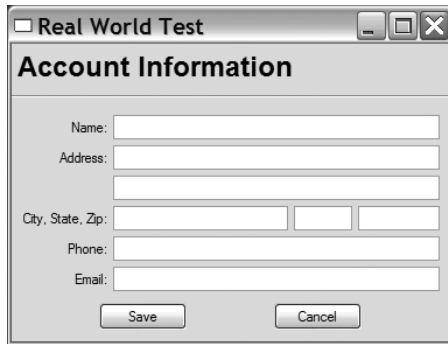 Real World Test
Account Information
Name:
Address:
City, State, Zip:
Phone:
Email:
Save
Cancel